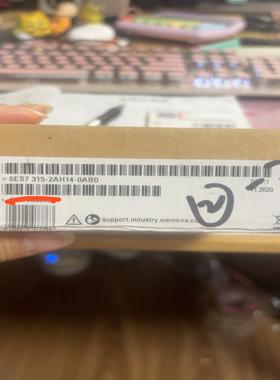 6ES7 315-2AH14-0AB0
.2020
support.industry.siemens.c